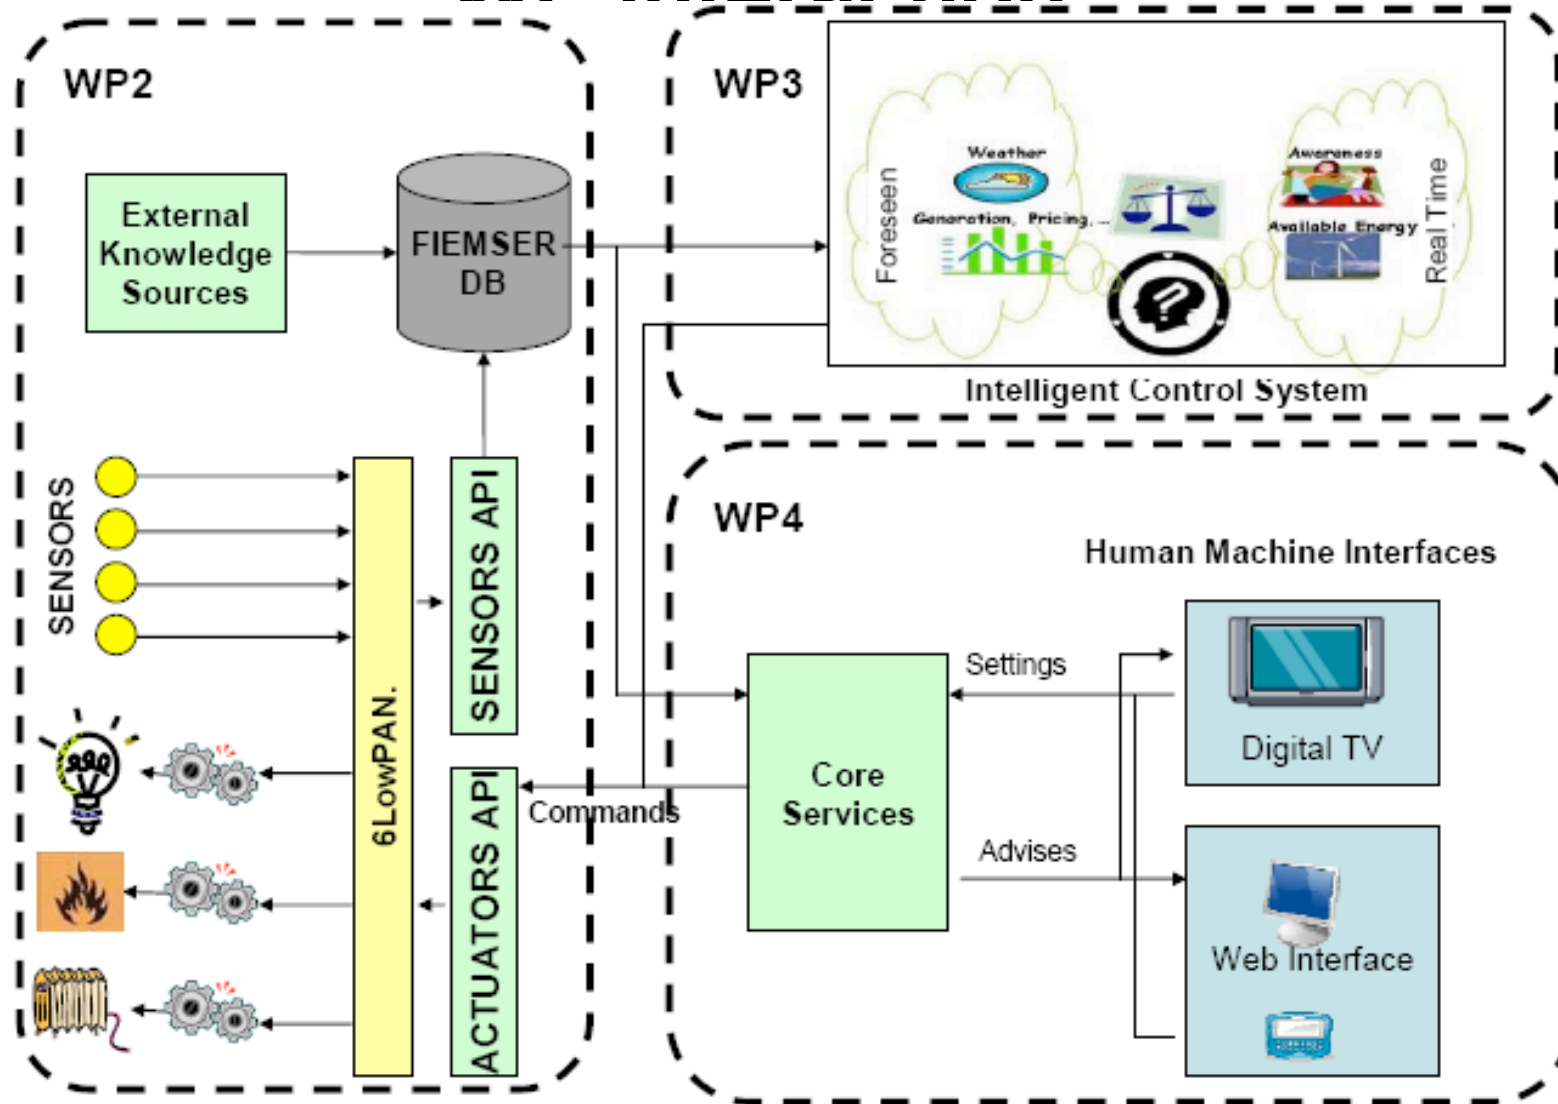 WP2
External
Knowledge
Sources
FIEMSER
DB
SENSORS
6LowPAN.
SENSORS API
ACTUATORS API
WP3
Foreseen
Weather
Generation, Pricing, ...
Awareness
Available Energy
Real Time
Intelligent Control System
WP4
Human Machine Interfaces
Settings
Digital TV
Core
Services
Commands
Advises
Web Interface